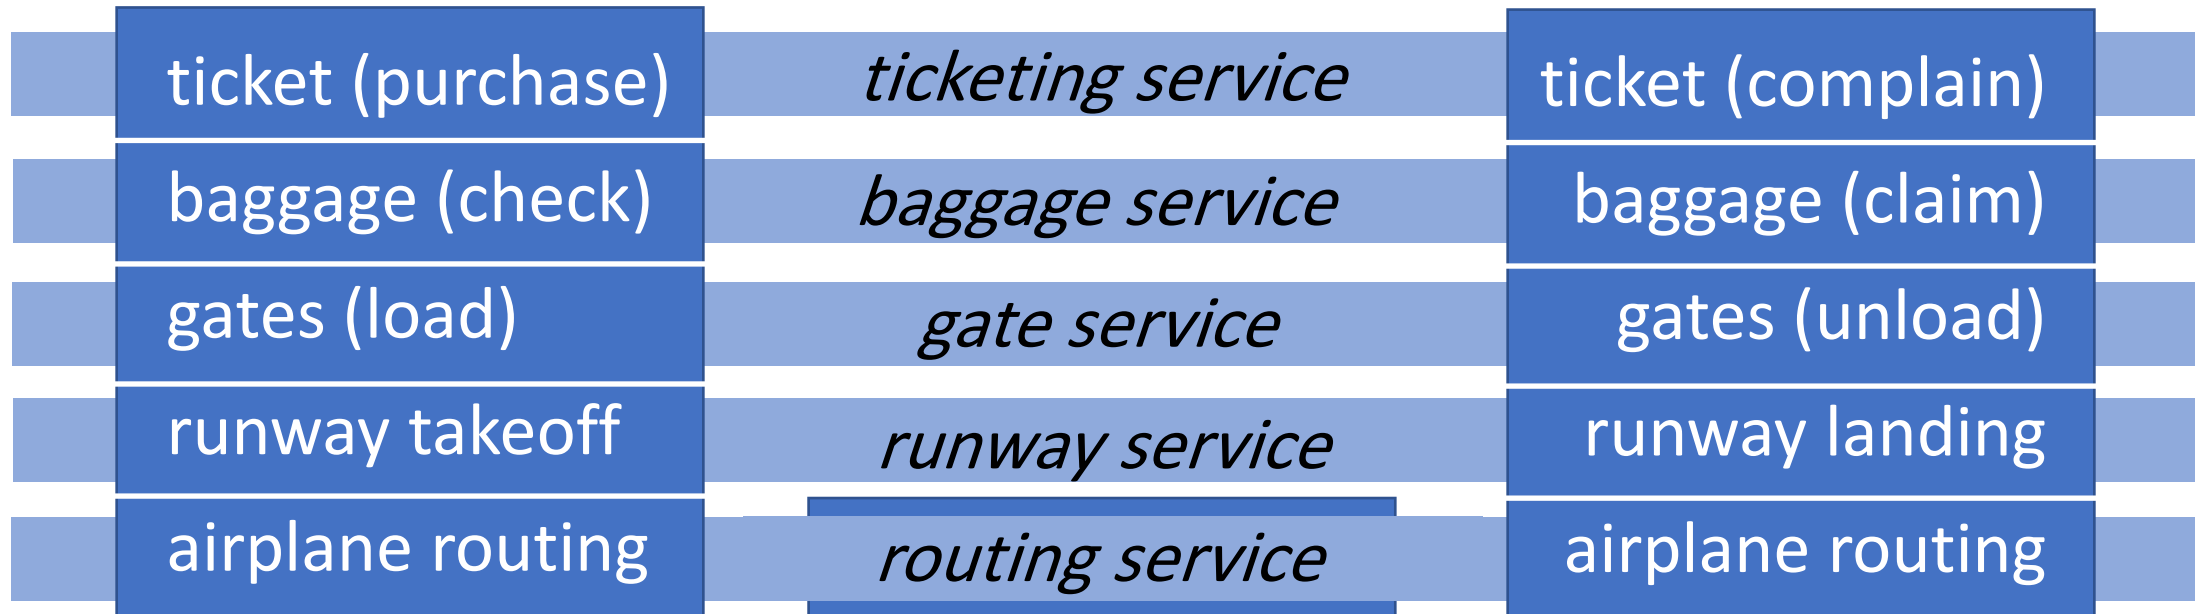 ticket (purchase) ticketing service ticket (complain)
baggage (check) baggage service baggage (claim)
gates (load) gate service gates (unload)
runway takeoff runway service runway landing
airplane routing routing service airplane routing